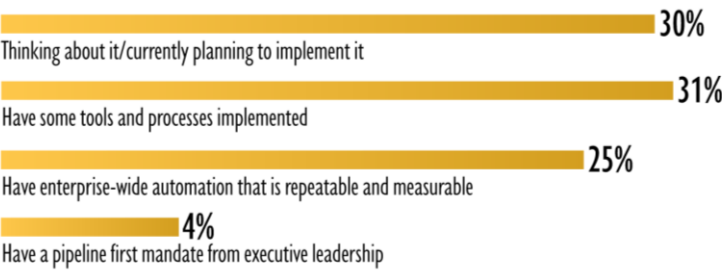 30%
Thinking about it/currently planning to implement it
31%
Have some tools and processes implemented
25%
Have enterprise-wide automation that is repeatable and measurable
4%
Have a pipeline first mandate from executive leadership